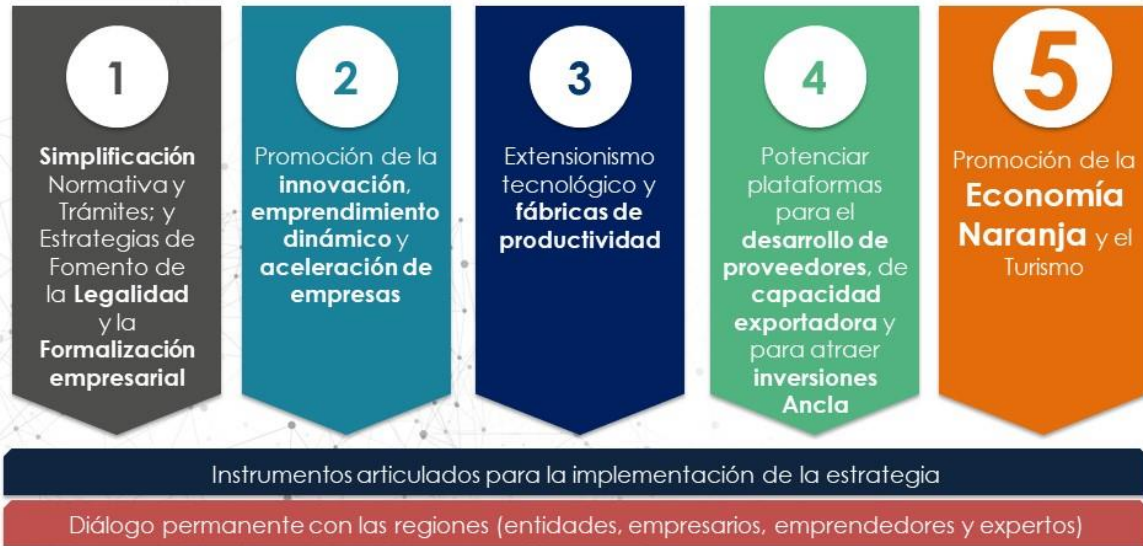 1
Simplificación
Normativa y
Trámites; y
Estrategias de
Fomento de
la Legalidad
y la
Formalización
empresarial
2
Promoción de la
innovación,
emprendimiento
dinámico y
aceleración de
empresas
3
Extensionismo
tecnológico y
fábricas de
productividad
4
Potenciar
plataformas
para el
desarrollo de
proveedores, de
capacidad
exportadora y
para atraer
inversiones
Ancla
5
Promoción de la
Economía
Naranja y el
Turismo
Instrumentos articulados para la implementación de la estrategia
Diálogo permanente con las regiones (entidades, empresarios, emprendedores y expertos)